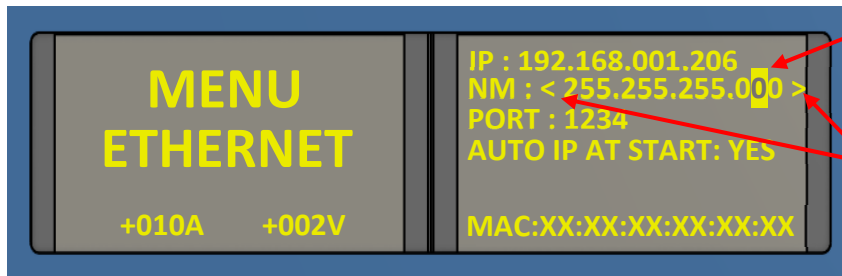 MENU
ETHERNET
+010A +002V
IP : 192.168.001.206
NM : < 255.255.255.000 >
PORT : 1234
AUTO IP AT START: YES
MAC:XX:XX:XX:XX:XX:XX